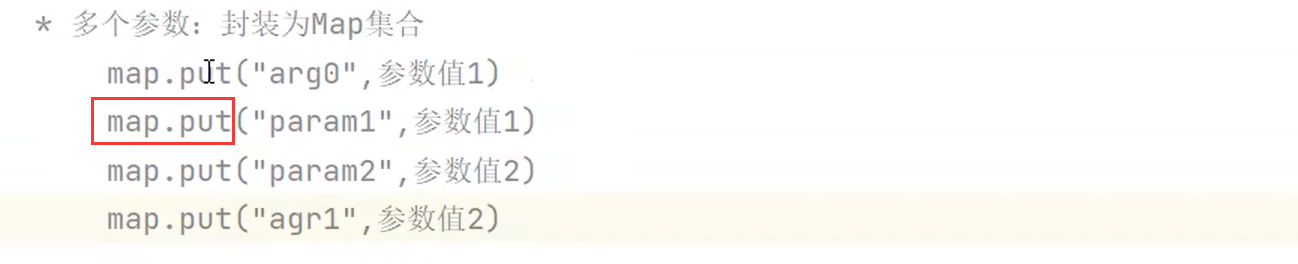 * 多个参数：封装为Map集合
map.put("arg0",参数值1)
map.put("param1",参数值1)
map.put("param2",参数值2)
map.put("agr1",参数值2)